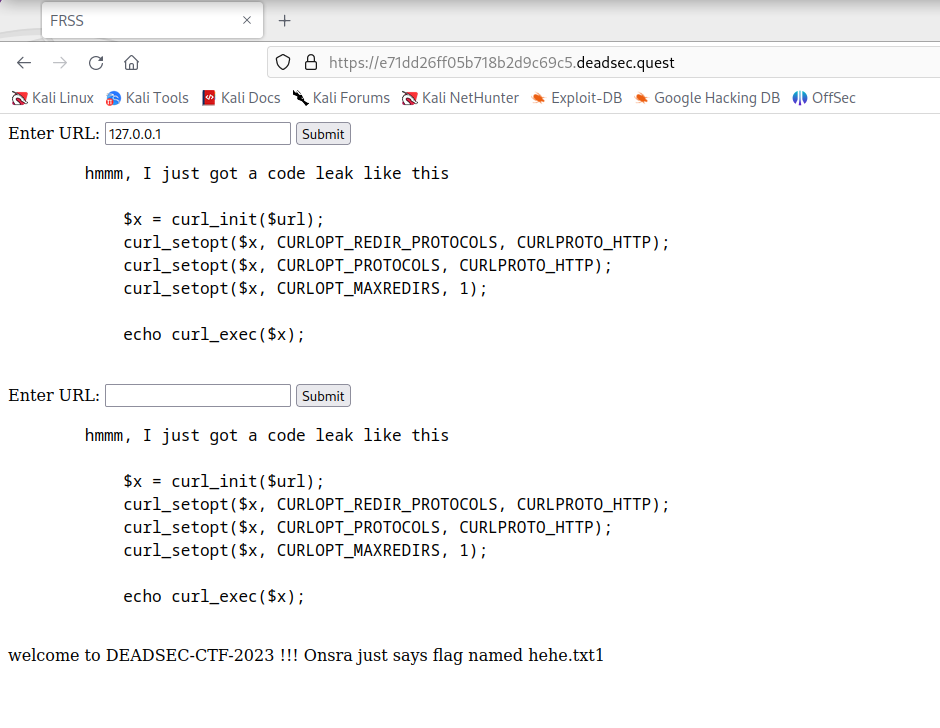 FRSS
https://e71dd26ff05b718b2d9c69c5.deadsec.quest
Kali Linux Kali Tools Kali Docs Kali Forums Kali NetHunter Exploit-DB Google Hacking DB OffSec
Enter URL: 127.0.0.1 Submit
hmmm, I just got a code leak like this
$x = curl_init($url);
curl_setopt($x, CURLOPT_REDIR_PROTOCOLS, CURLPROTO_HTTP);
curl_setopt($x, CURLOPT_PROTOCOLS, CURLPROTO_HTTP);
curl_setopt($x, CURLOPT_MAXREDIRS, 1);
echo curl_exec($x);
Enter URL: Submit
hmmm, I just got a code leak like this
$x = curl_init($url);
curl_setopt($x, CURLOPT_REDIR_PROTOCOLS, CURLPROTO_HTTP);
curl_setopt($x, CURLOPT_PROTOCOLS, CURLPROTO_HTTP);
curl_setopt($x, CURLOPT_MAXREDIRS, 1);
echo curl_exec($x);
welcome to DEADSEC-CTF-2023 !!! Onsra just says flag named hehe.txt1